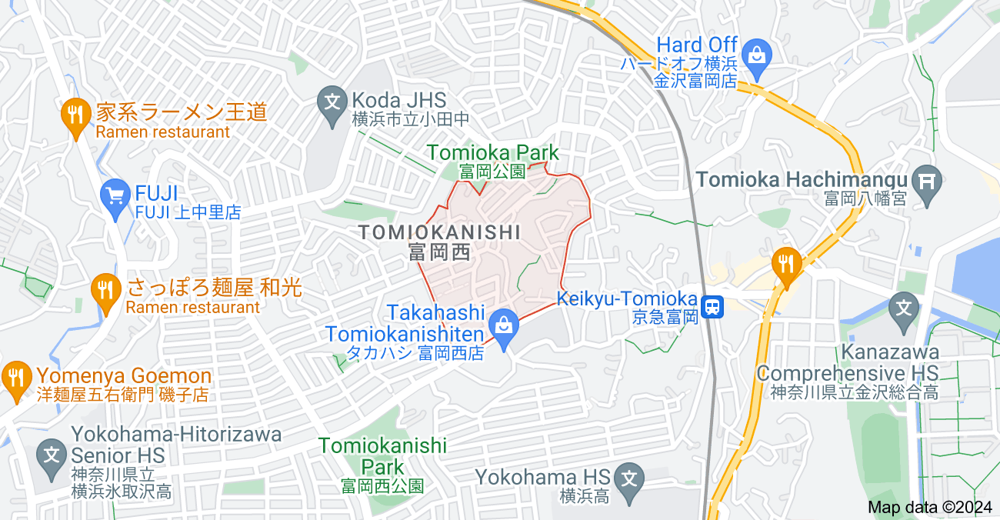 Hard Off
ハードオフ横浜
金沢富岡店
家系ラーメン王道
Ramen restaurant
Koda JHS
横浜市立小田中
Tomioka Park
富岡公園
Tomioka Hachimangu
富岡八幡宮
FUJI
FUJI 上中里店
TOMIOKANISHI
富岡西
さっぽろ麺屋 和光
Ramen restaurant
Keikyu-Tomioka
京急富岡
Takahashi
Tomiokanishiten
タカハシ 富岡西店
Kanazawa
Comprehensive HS
神奈川県立金沢総合高
Yomenya Goemon
洋麺屋五右衛門 磯子店
Yokohama-Hitorizawa
Senior HS
神奈川県立
横浜氷取沢高
Tomiokanishi
Park
富岡西公園
Yokohama HS
横浜高
Map data ©2024